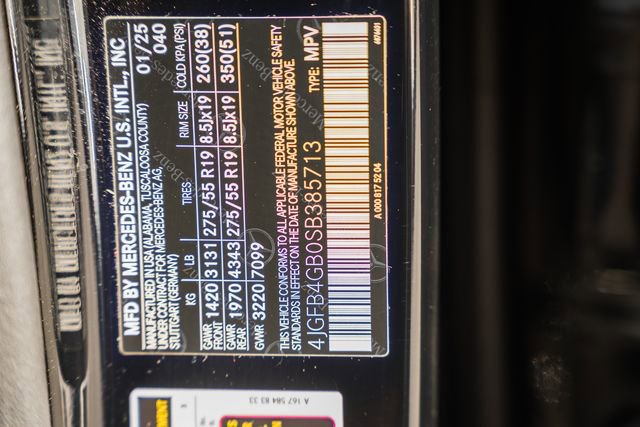 MFD BY MERCEDES-BENZ U.S. INTL., INC
MANUFACTURED IN USA (ALABAMA, TUSCALOOSA COUNTY) 01/25
UNDER CONTRACT FOR MERCEDES-BENZ AG, 040
STUTTGART (GERMANY)
KG LB TIRES RIM SIZE COLD KPA(PSI)
GAWR FRONT 1420 3131 275/55 R19 8.5Jx19 260(38)
GAWR REAR 1970 4343 275/55 R19 8.5Jx19 350(51)
GVWR 3220 7099
THIS VEHICLE CONFORMS TO ALL APPLICABLE FEDERAL MOTOR VEHICLE SAFETY
STANDARDS IN EFFECT ON THE DATE OF MANUFACTURE SHOWN ABOVE.
4JGFB4GB0SB385713 TYPE: MPV
A 000 817 52 04
A 167 584 83 33